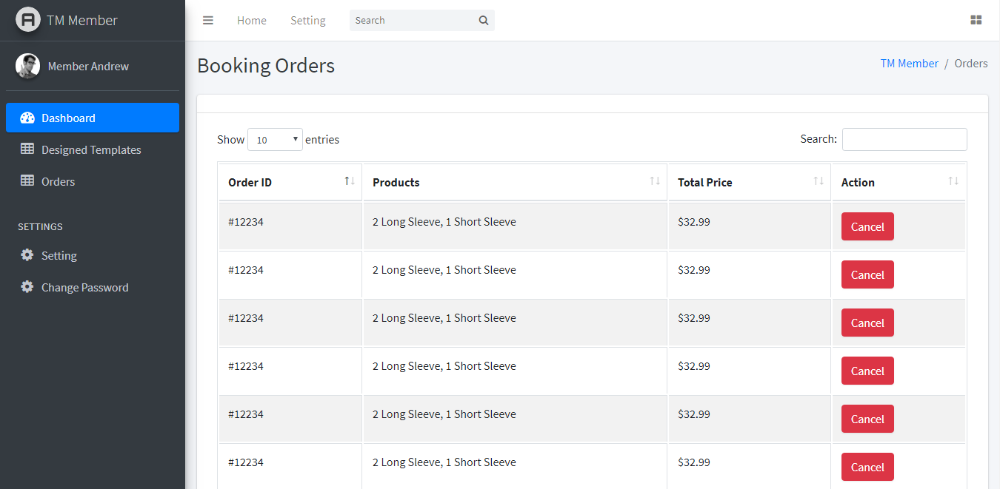 TM Member
Home Setting Search
Member Andrew
Dashboard
Designed Templates
Orders
SETTINGS
Setting
Change Password
Booking Orders
TM Member / Orders
Show 10 entries
Search:
Order ID Products Total Price Action
#12234 2 Long Sleeve, 1 Short Sleeve $32.99 Cancel
#12234 2 Long Sleeve, 1 Short Sleeve $32.99 Cancel
#12234 2 Long Sleeve, 1 Short Sleeve $32.99 Cancel
#12234 2 Long Sleeve, 1 Short Sleeve $32.99 Cancel
#12234 2 Long Sleeve, 1 Short Sleeve $32.99 Cancel
#12234 2 Long Sleeve, 1 Short Sleeve $32.99 Cancel